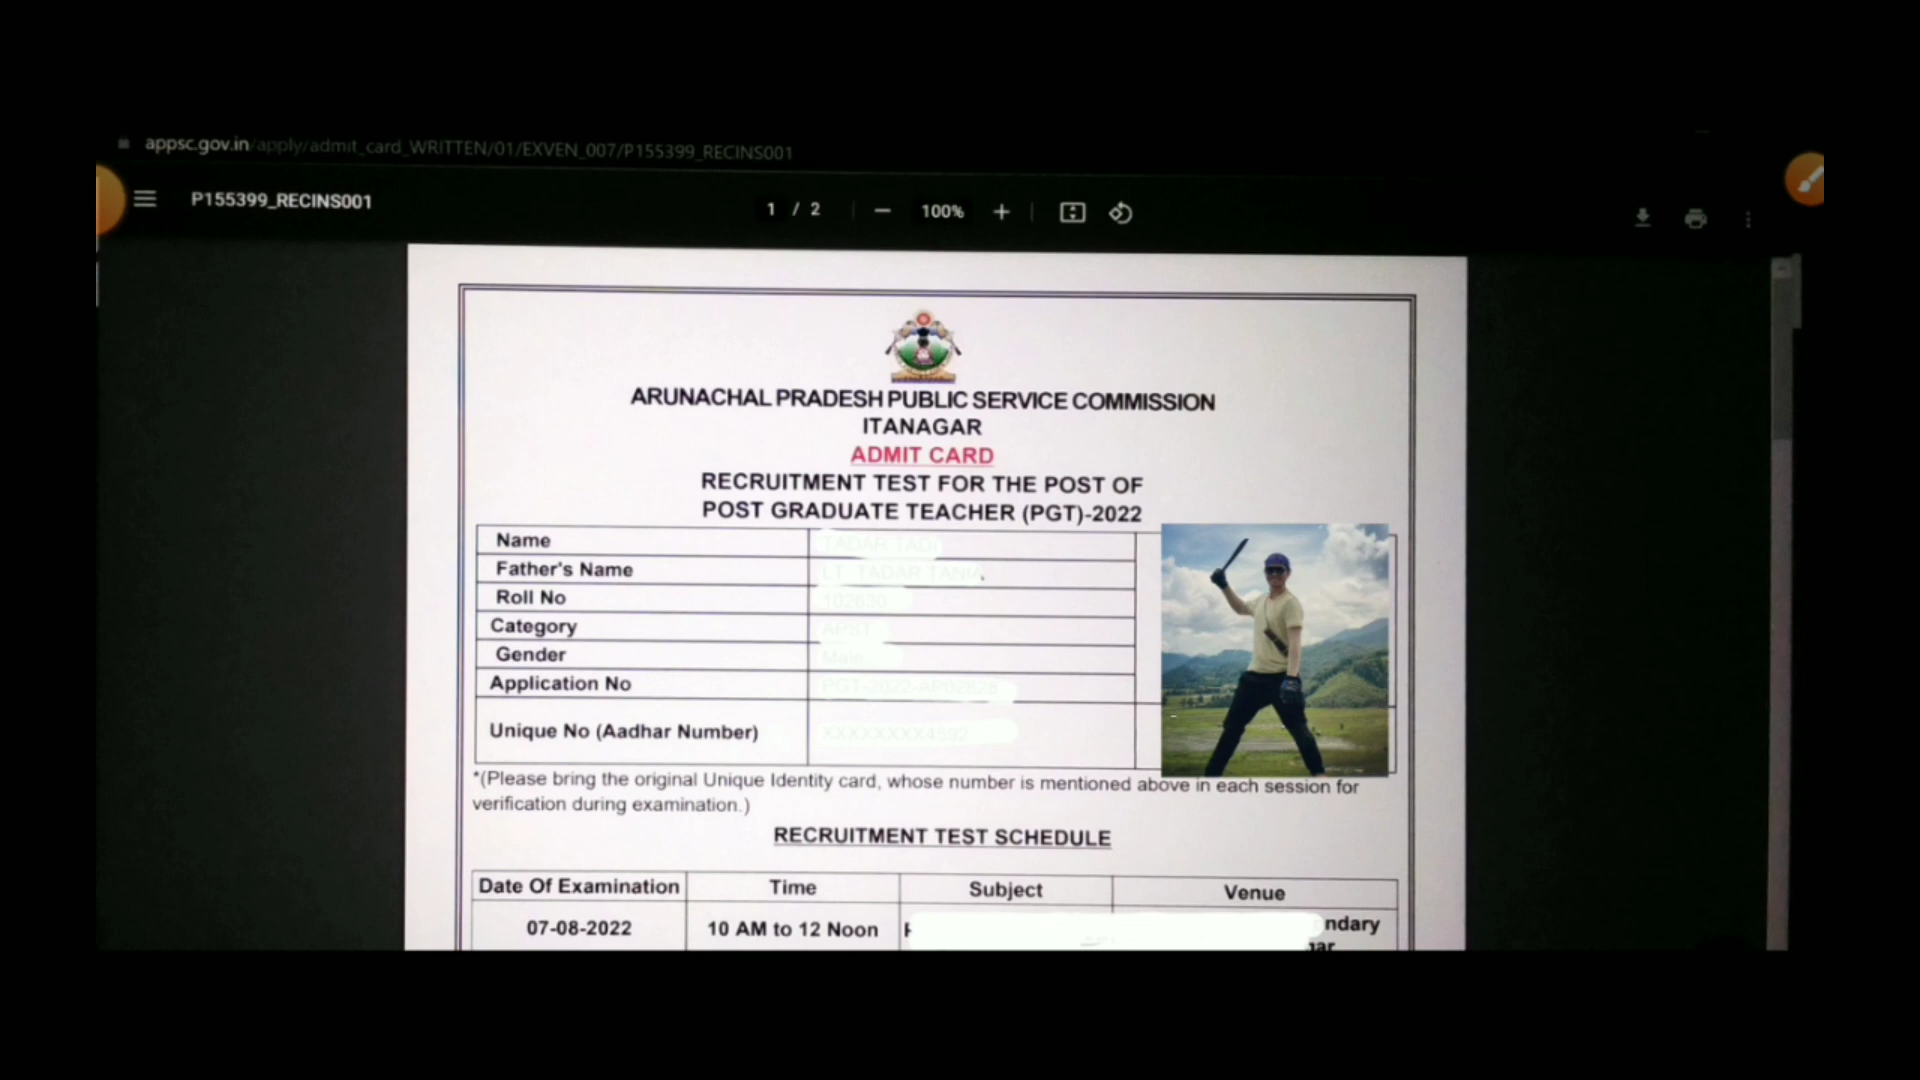 appsc.gov.in/apply/admit_card_WRITTEN/01/EXVEN_007/P155399_RECINS001
P155399_RECINS001
1 / 2
100%
ARUNACHAL PRADESH PUBLIC SERVICE COMMISSION
ITANAGAR
ADMIT CARD
RECRUITMENT TEST FOR THE POST OF
POST GRADUATE TEACHER (PGT)-2022
Name
Father's Name
Roll No
Category
Gender
Application No
Unique No (Aadhar Number)
*(Please bring the original Unique Identity card, whose number is mentioned above in each session for
verification during examination.)
RECRUITMENT TEST SCHEDULE
Date Of Examination Time Subject Venue
07-08-2022 10 AM to 12 Noon